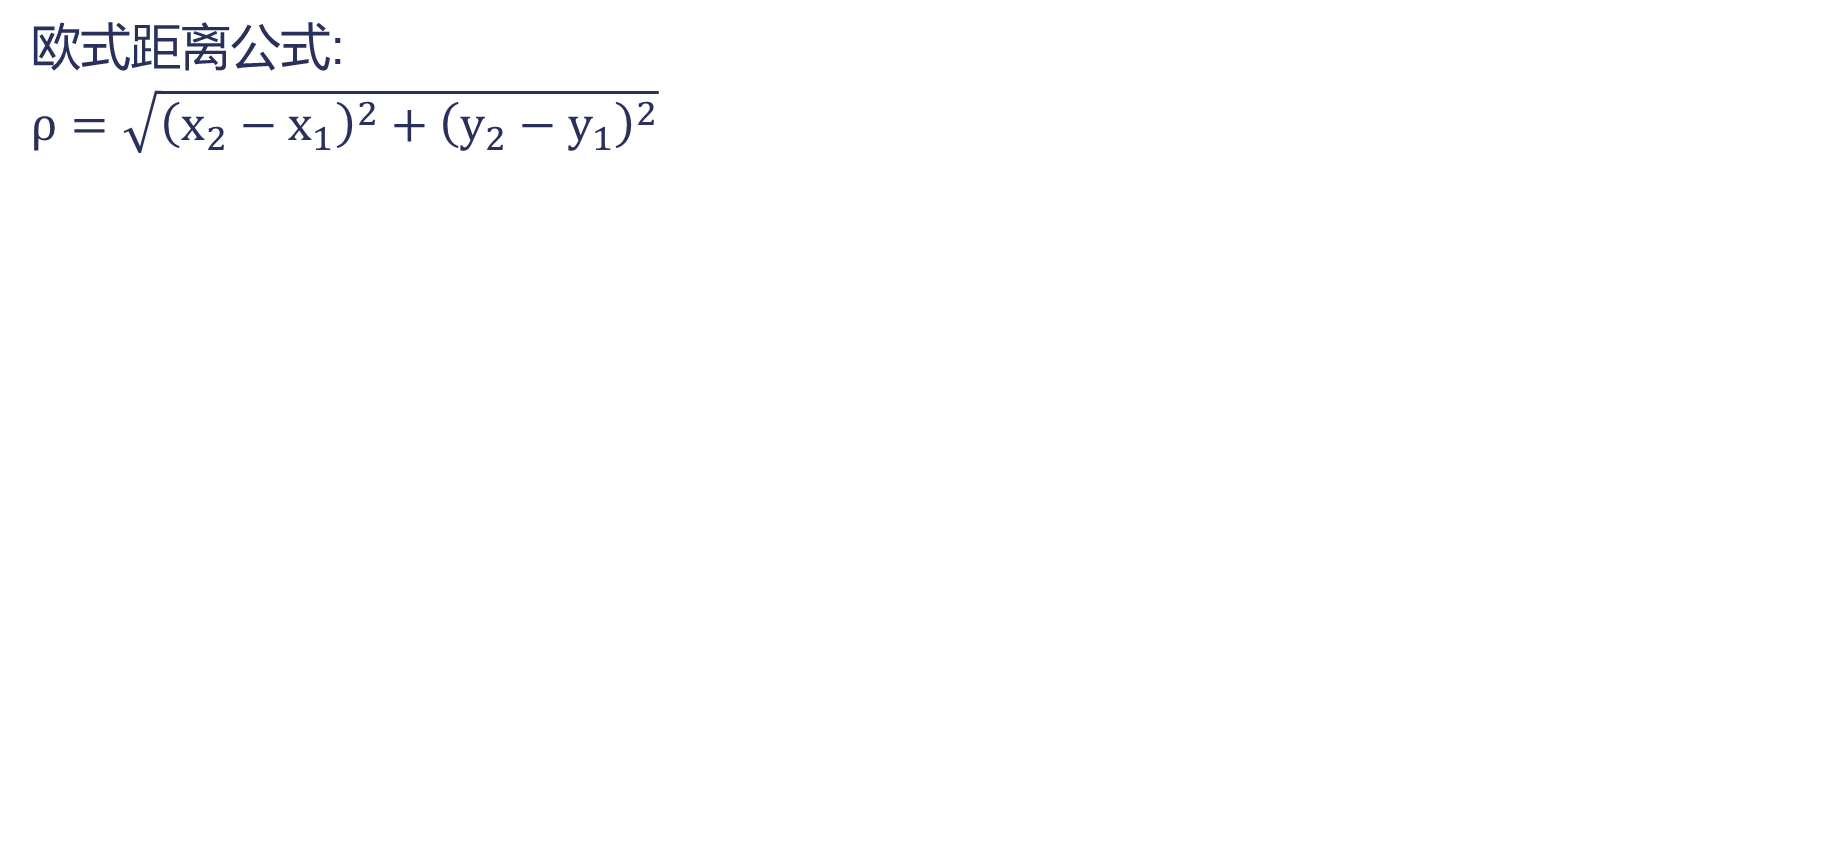 欧式距离公式:
ρ = √(x₂ − x₁)² + (y₂ − y₁)²